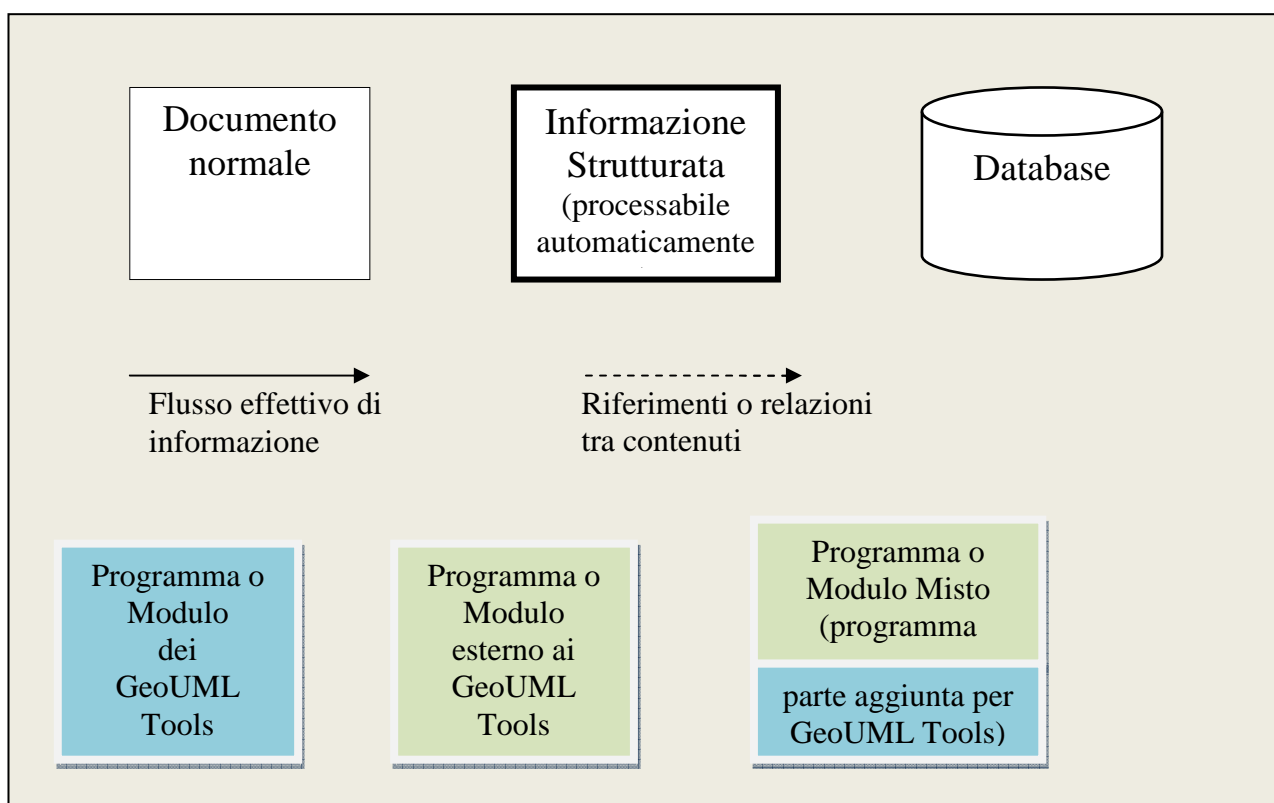 Documento
normale
Informazione
Strutturata
(processabile
automaticamente
Database
Flusso effettivo di
informazione
Riferimenti o relazioni
tra contenuti
Programma o
Modulo
dei
GeoUML
Tools
Programma o
Modulo
esterno ai
GeoUML
Tools
Programma o
Modulo Misto
(programma
parte aggiunta per
GeoUML Tools)